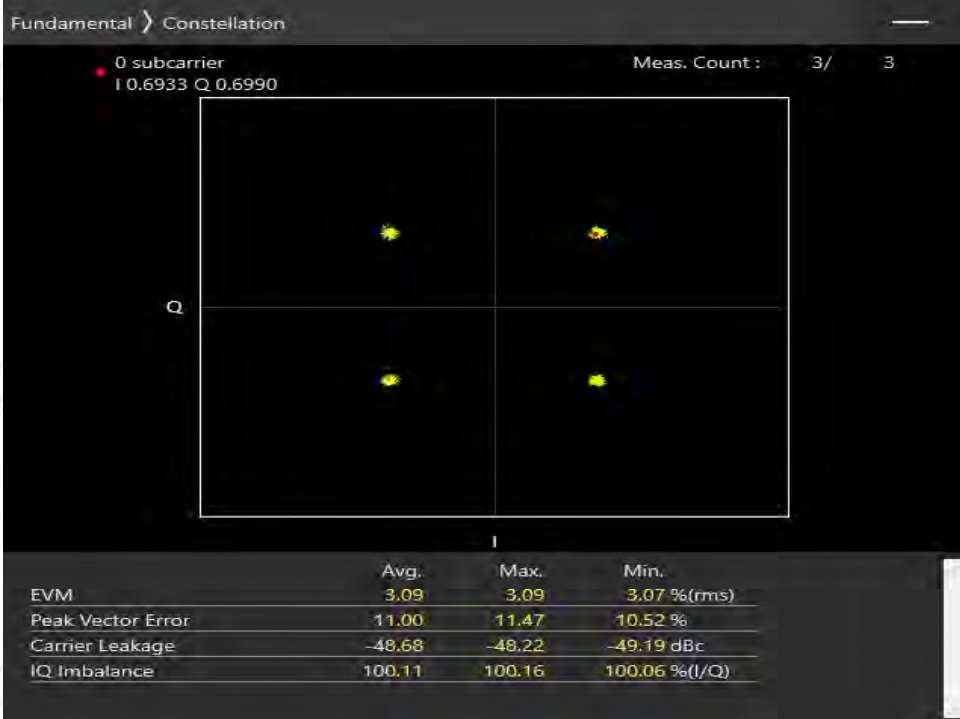 Fundamental 〉 Constellation
0 subcarrier
Meas. Count : 3/ 3
I 0.6933 Q 0.6990
Q
I
Avg. Max. Min.
EVM 3.09 3.09 3.07 %(rms)
Peak Vector Error 11.00 11.47 10.52 %
Carrier Leakage -48.68 -48.22 -49.19 dBc
IQ Imbalance 100.11 100.16 100.06 %(I/Q)